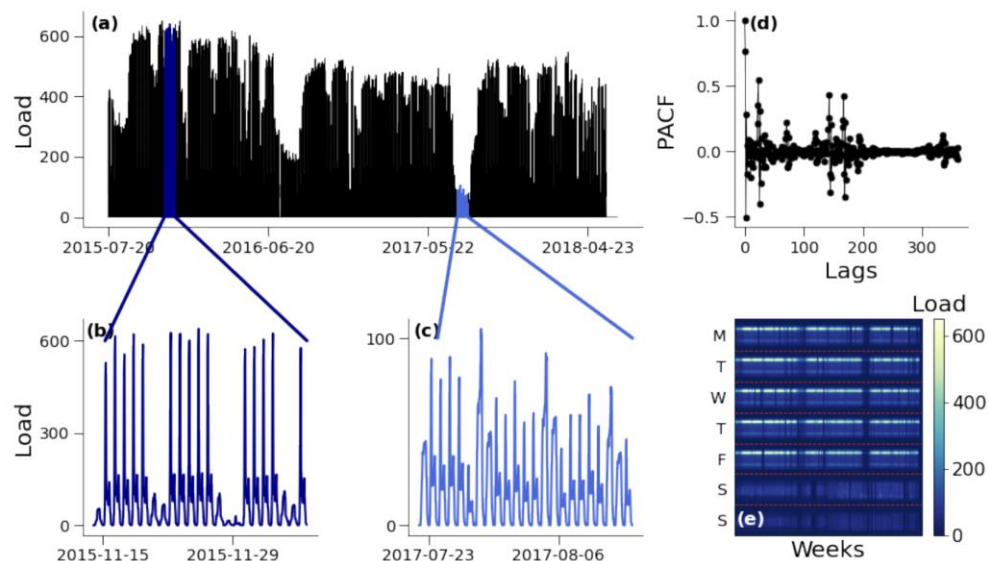 (a)
Load
600
400
200
0
2015-07-20
2016-06-20
2017-05-22
2018-04-23
(d)
PACF
1.0
0.5
0.0
−0.5
0
100
200
300
Lags
(b)
Load
600
300
0
2015-11-15
2015-11-29
(c)
100
0
2017-07-23
2017-08-06
Load
M
T
W
T
F
S
S
(e)
Weeks
600
400
200
0